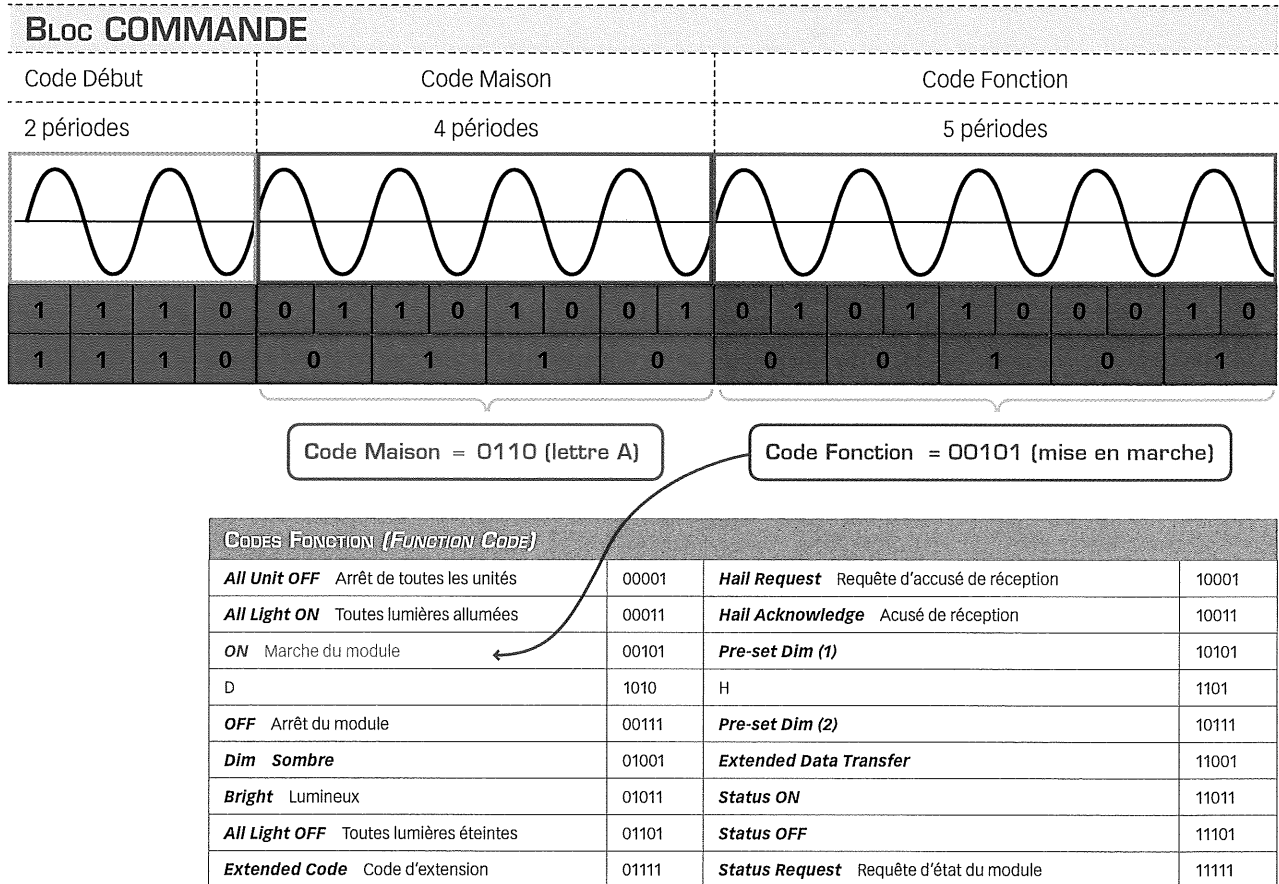 BLOC COMMANDE
Code Début Code Maison Code Fonction
2 périodes 4 périodes 5 périodes
1 1 1 0 0 1 1 0 1 0 0 1 0 1 0 1 1 0 0 0 1 0
1 1 1 0 0 1 1 0 0 0 1 0 1
Code Maison = 0110 (lettre A) Code Fonction = 00101 (mise en marche)
CODES FONCTION (FUNCTION CODE)
All Unit OFF Arrêt de toutes les unités 00001 Hail Request Requête d'accusé de réception 10001
All Light ON Toutes lumières allumées 00011 Hail Acknowledge Acusé de réception 10011
ON Marche du module 00101 Pre-set Dim (1) 10101
D 1010 H 1101
OFF Arrêt du module 00111 Pre-set Dim (2) 10111
Dim Sombre 01001 Extended Data Transfer 11001
Bright Lumineux 01011 Status ON 11011
All Light OFF Toutes lumières éteintes 01101 Status OFF 11101
Extended Code Code d'extension 01111 Status Request Requête d'état du module 11111